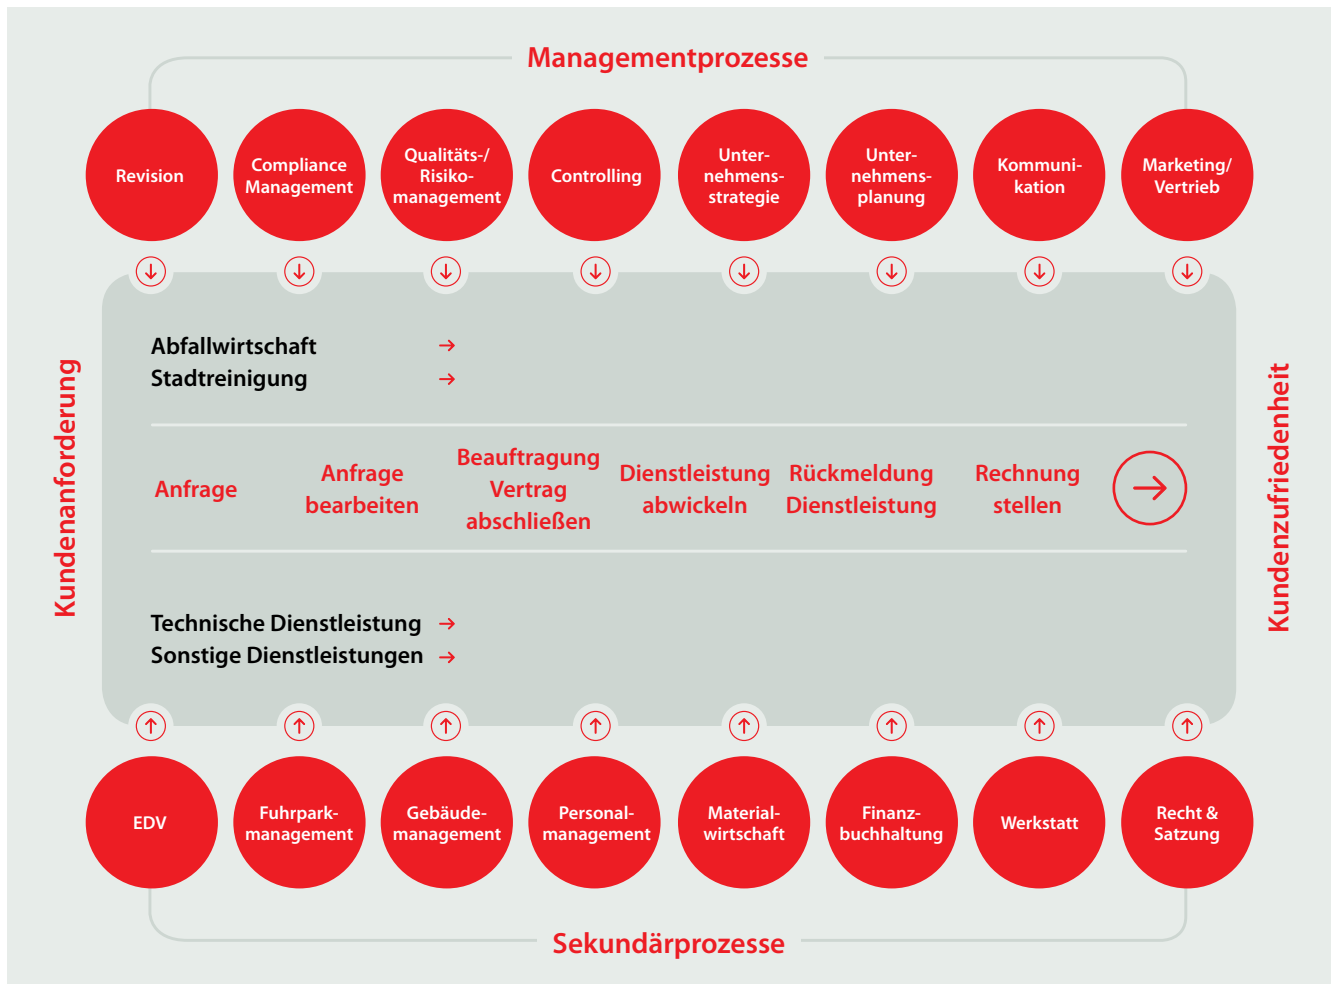 Managementprozesse
Revision
Compliance
Management
Qualitäts-/
Risiko-
management
Controlling
Unter-
nehmens-
strategie
Unter-
nehmens-
planung
Kommuni-
kation
Marketing/
Vertrieb
Kundenanforderung
Abfallwirtschaft
Stadtreinigung
Anfrage
Anfrage
bearbeiten
Beauftragung
Vertrag
abschließen
Dienstleistung
abwickeln
Rückmeldung
Dienstleistung
Rechnung
stellen
Technische Dienstleistung
Sonstige Dienstleistungen
Kundenzufriedenheit
EDV
Fuhrpark-
management
Gebäude-
management
Personal-
management
Material-
wirtschaft
Finanz-
buchhaltung
Werkstatt
Recht &
Satzung
Sekundärprozesse